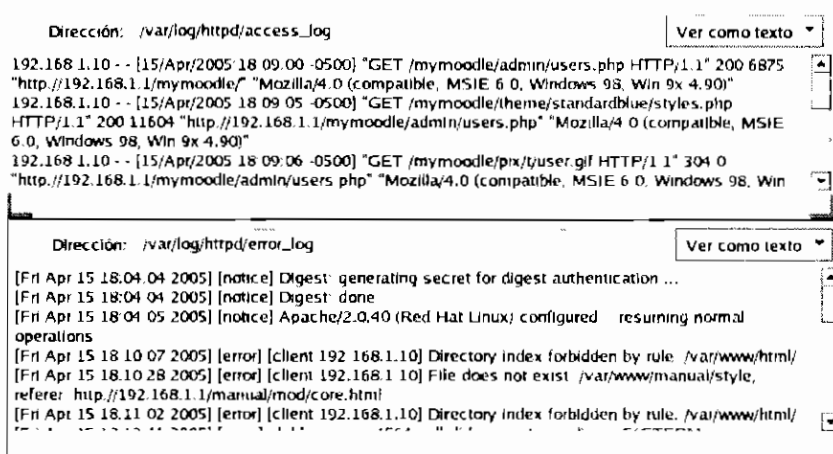 Dirección: /var/log/httpd/access_log
Ver como texto
192.168 1.10 - - [15/Apr/2005 18 09.00 -0500] "GET /mymoodle/admin/users.php HTTP/1.1" 200 6875
"http.//192.168.1.1/mymoodle/" "Mozilla/4.0 (compatible, MSIE 6 0, Windows 98, Win 9x 4.90)"
192.168 1.10 - - [15/Apr/2005 18 09 05 -0500] "GET /mymoodle/theme/standardblue/styles.php
HTTP/1.1" 200 11604 "http.//192.168.1.1/mymoodle/admin/users.php" "Mozilla/4 0 (compatible, MSIE
6.0, Windows 98, Win 9x 4.90)"
192.168 1.10 - - [15/Apr/2005 18:09:06 -0500] "GET /mymoodle/pix/t/user.gif HTTP/1 1" 304 0
"http.//192.168.1.1/mymoodle/admin/users php" "Mozilla/4.0 (compatible, MSIE 6 0, Windows 98, Win
Dirección: /var/log/httpd/error_log
Ver como texto
[Fri Apr 15 18.04.04 2005] [notice] Digest: generating secret for digest authentication ...
[Fri Apr 15 18:04 04 2005] [notice] Digest: done
[Fri Apr 15 18:04 05 2005] [notice] Apache/2.0.40 (Red Hat Linux) configured resuming normal
operations
[Fri Apr 15 18 10 07 2005] [error] [client 192 168.1.10] Directory index forbidden by rule /var/www/html/
[Fri Apr 15 18.10 28 2005] [error] [client 192.168.1 10] File does not exist /var/www/manual/style,
referer http.//192.168.1.1/manual/mod/core.html
[Fri Apr 15 18.11 02 2005] [error] [client 192.168.1.10] Directory index forbidden by rule. /var/www/html/